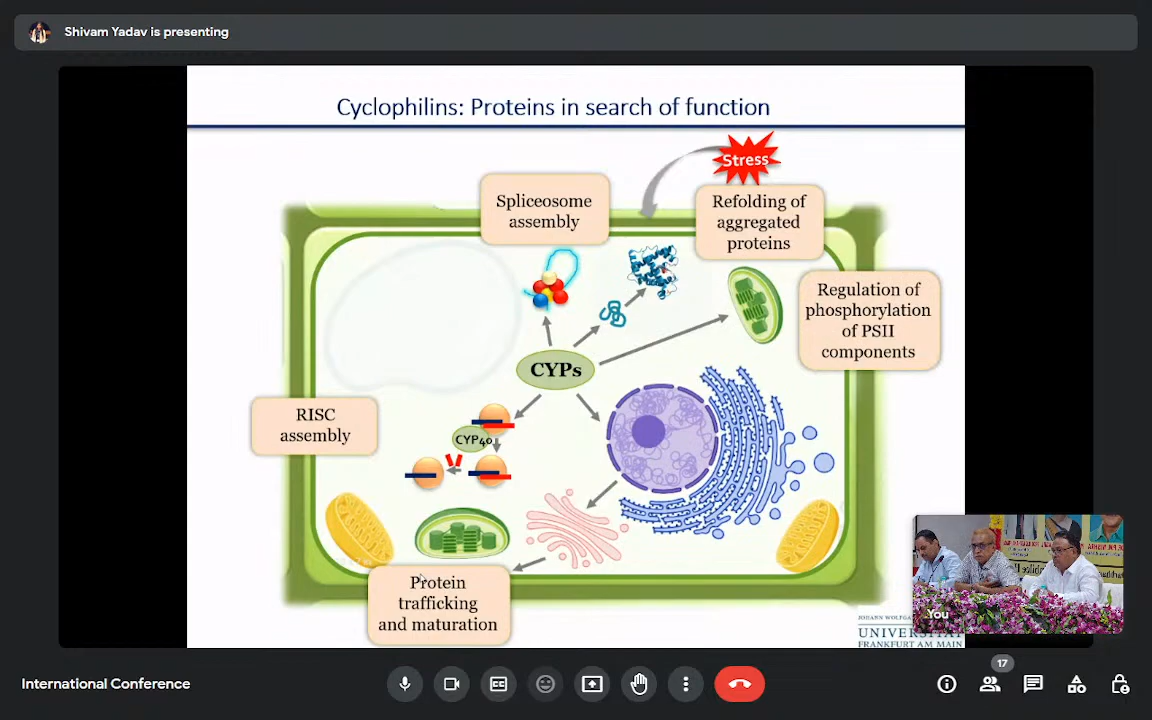 Shivam Yadav is presenting
Cyclophilins: Proteins in search of function
Stress
Spliceosome
assembly
Refolding of
aggregated
proteins
Regulation of
phosphorylation
of PSII
components
CYPs
RISC
assembly
CYP40
Protein
trafficking
and maturation
You
JOHANN WOLFG
UNIVERSITÄT
FRANKFURT AM MAIN
International Conference
17